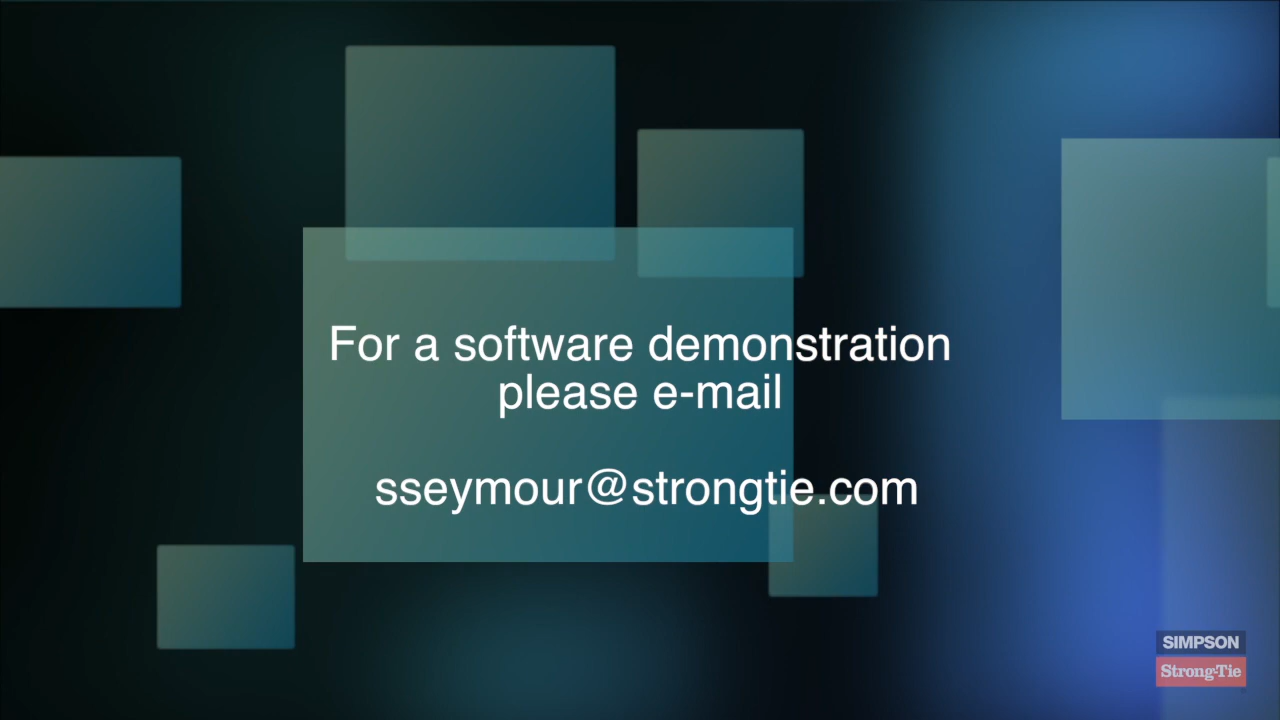 For a software demonstration
please e-mail
sseymour@strongtie.com
SIMPSON
Strong-Tie